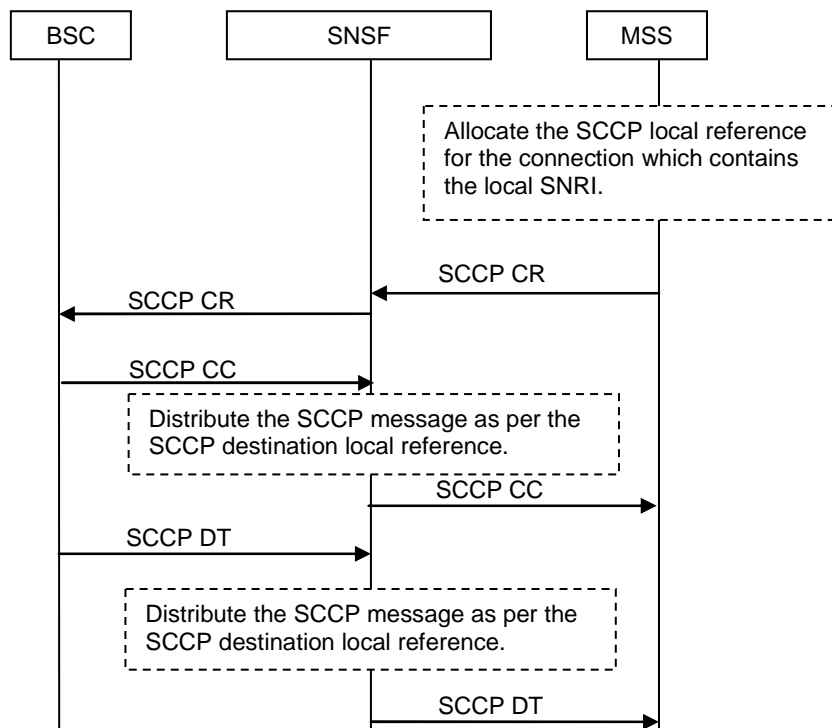 BSC
SNSF
MSS
Allocate the SCCP local reference
for the connection which contains
the local SNRI.
SCCP CR
SCCP CR
SCCP CC
Distribute the SCCP message as per the
SCCP destination local reference.
SCCP CC
SCCP DT
Distribute the SCCP message as per the
SCCP destination local reference.
SCCP DT